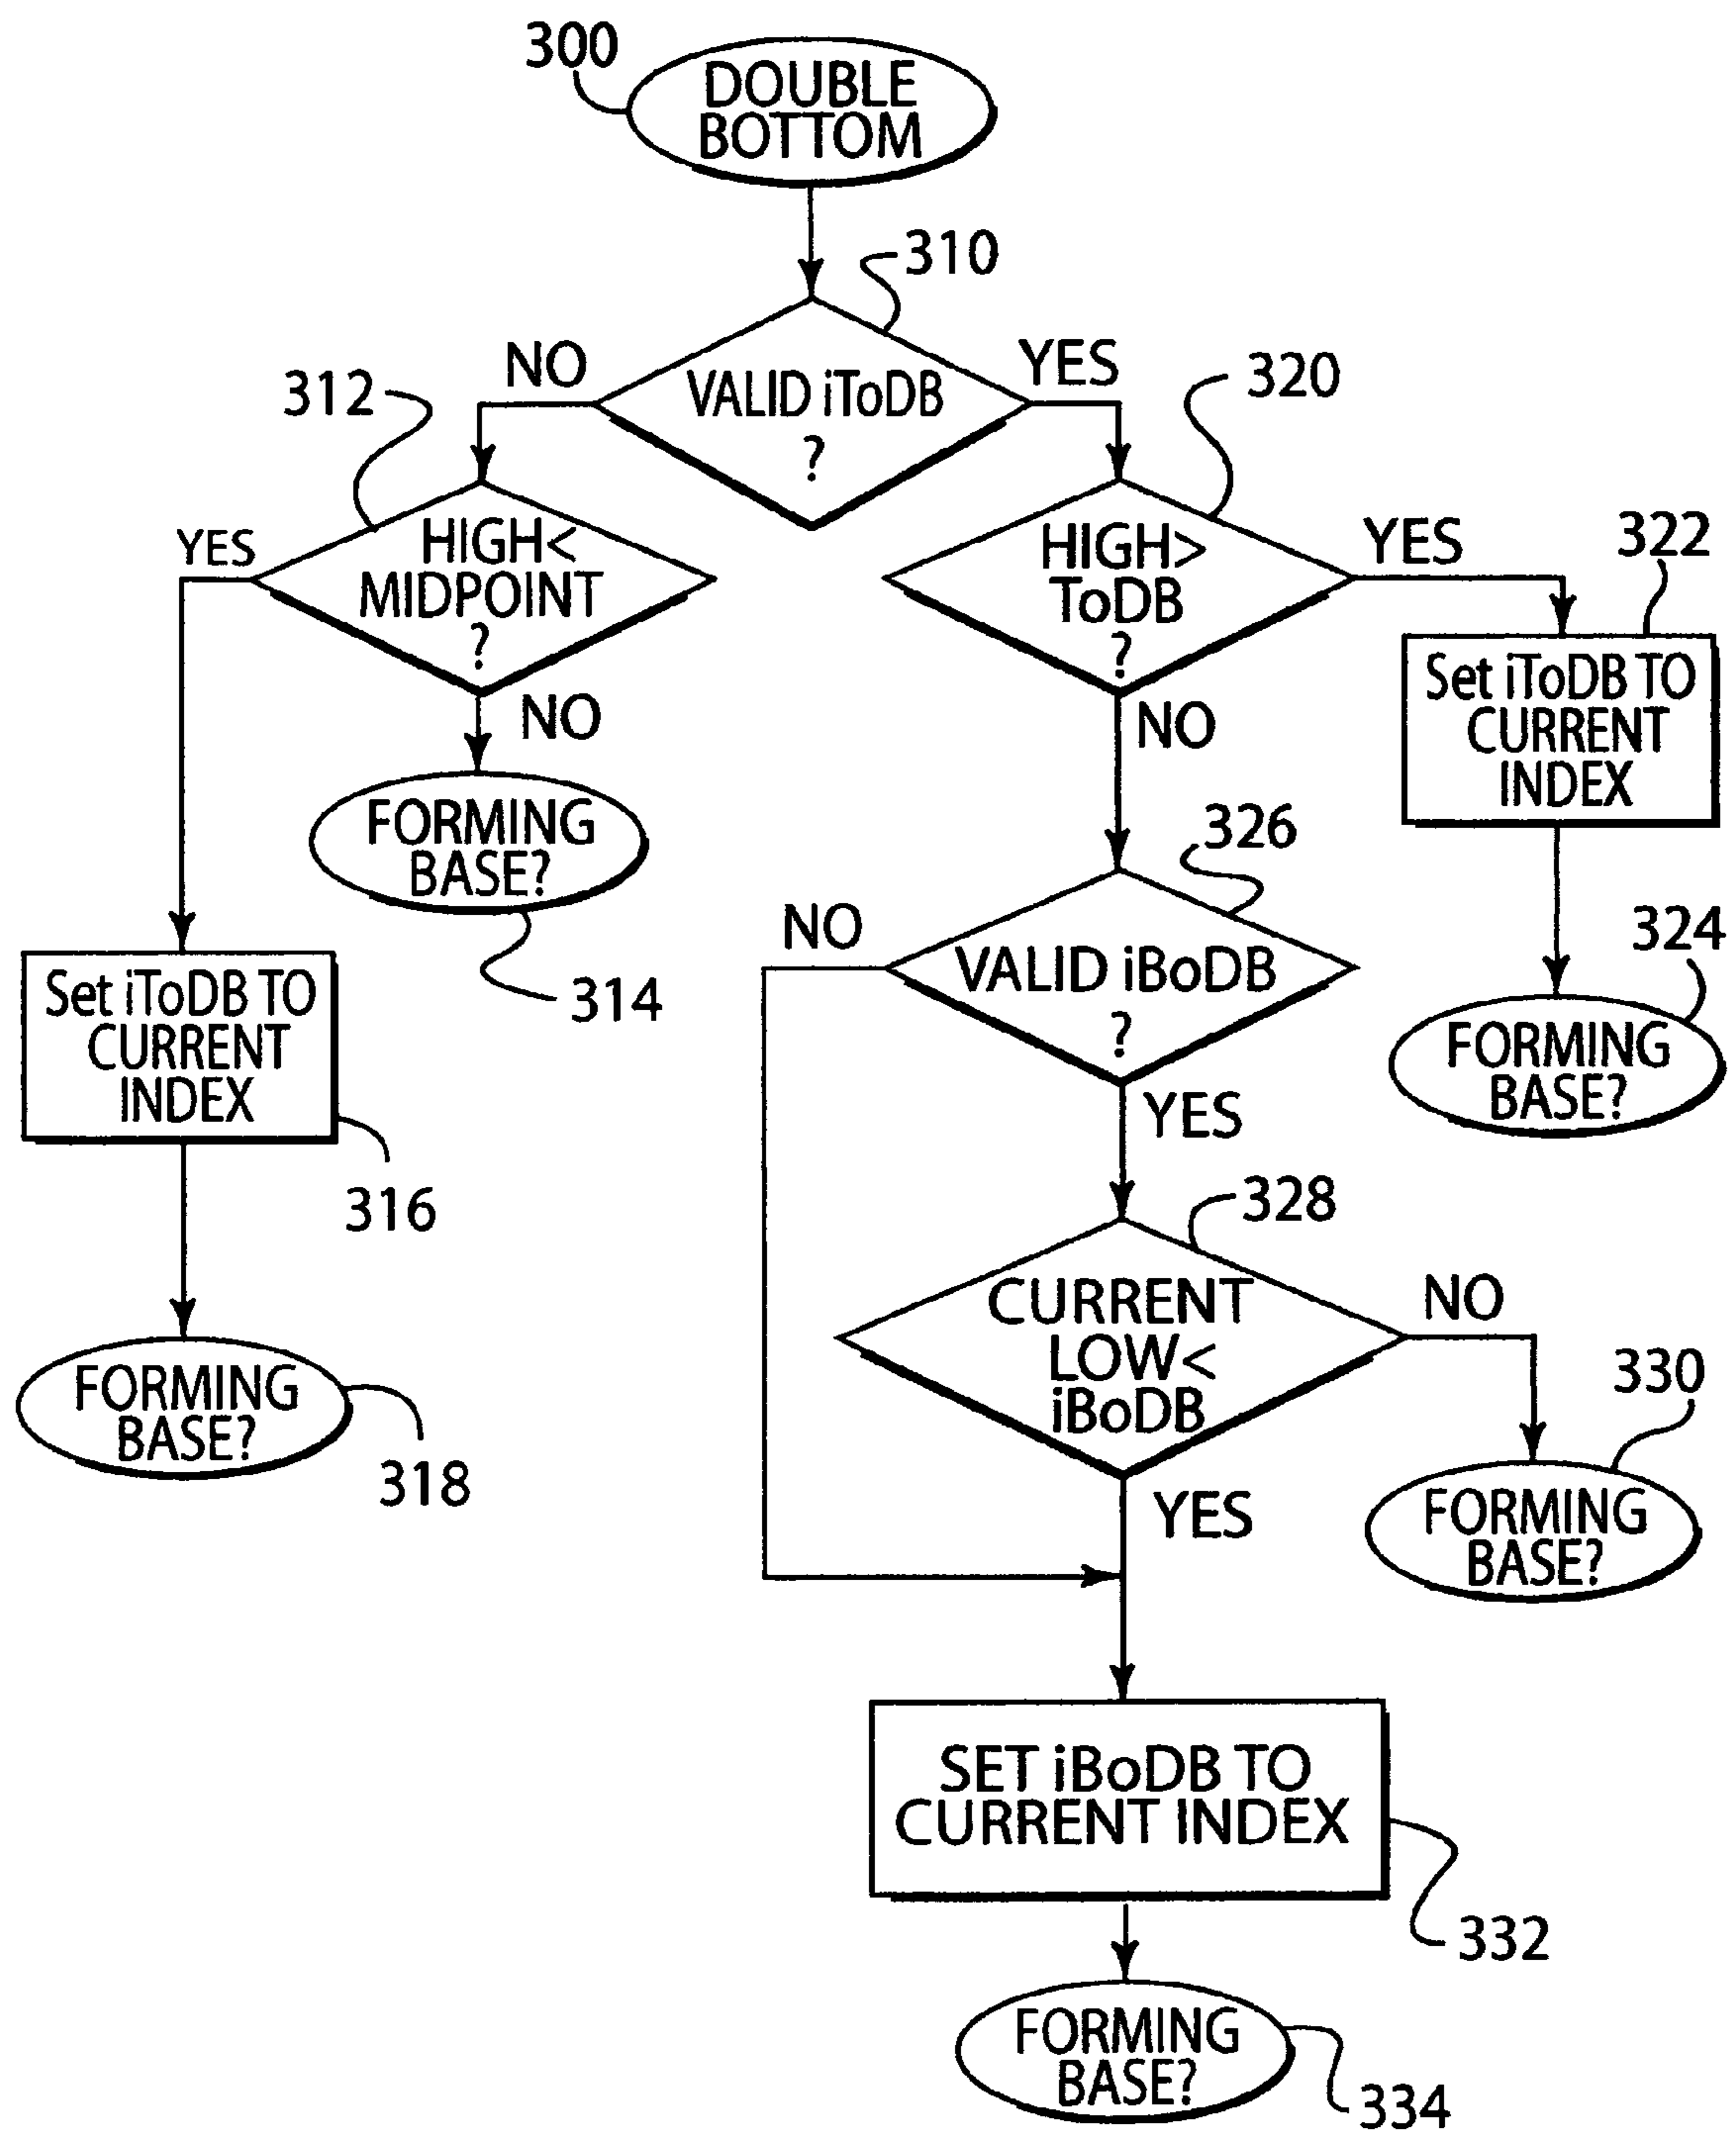 300
DOUBLE
BOTTOM
310
NO
YES
VALID iToDB
?
312
320
YES
HIGH<
MIDPOINT
?
HIGH>
ToDB
?
YES
322
NO
NO
Set iToDB TO
CURRENT
INDEX
FORMING
BASE?
314
326
NO
VALID iBoDB
?
324
FORMING
BASE?
Set iToDB TO
CURRENT
INDEX
316
YES
328
CURRENT
LOW<
iBoDB
NO
330
FORMING
BASE?
318
YES
FORMING
BASE?
SET iBoDB TO
CURRENT INDEX
332
FORMING
BASE?
334